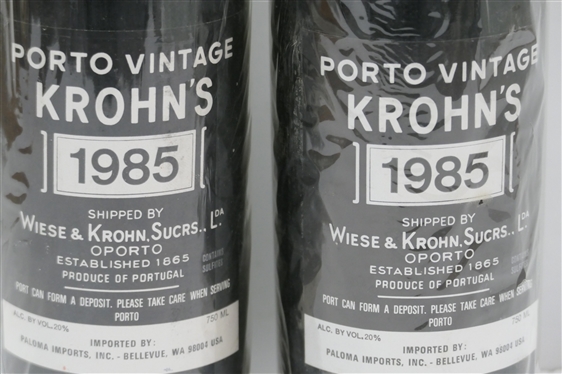 PORTO VINTAGE
KROHN'S
1985
SHIPPED BY
WIESE & KROHN, SUCRS., LDA
OPORTO
ESTABLISHED 1865
PRODUCE OF PORTUGAL
CONTAINS
SULFITES
PORT CAN FORM A DEPOSIT. PLEASE TAKE CARE WHEN SERVING
PORTO
ALC. BY VOL. 20%
750 ML
IMPORTED BY:
PALOMA IMPORTS, INC. - BELLEVUE, WA 98004 USA
PORTO VINTAGE
KROHN'S
1985
SHIPPED BY
WIESE & KROHN, SUCRS., LDA
OPORTO
ESTABLISHED 1865
PRODUCE OF PORTUGAL
CONTAINS
SULFITES
PORT CAN FORM A DEPOSIT. PLEASE TAKE CARE WHEN SERVING
PORTO
ALC. BY VOL. 20%
750 ML
IMPORTED BY:
PALOMA IMPORTS, INC. - BELLEVUE, WA 98004 USA